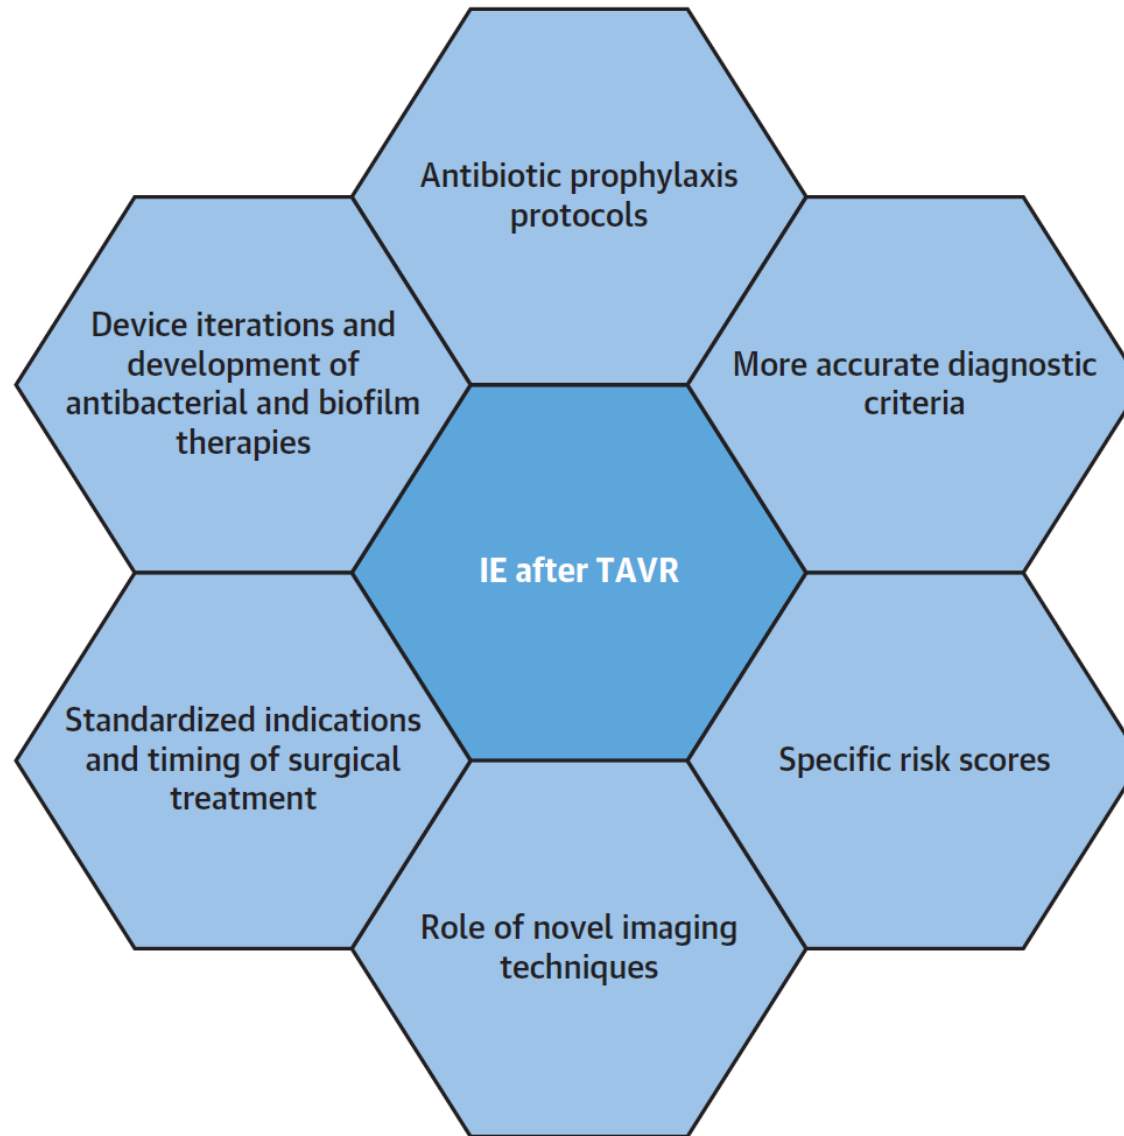 Antibiotic prophylaxis
protocols
Device iterations and
development of
antibacterial and biofilm
therapies
More accurate diagnostic
criteria
IE after TAVR
Standardized indications
and timing of surgical
treatment
Specific risk scores
Role of novel imaging
techniques